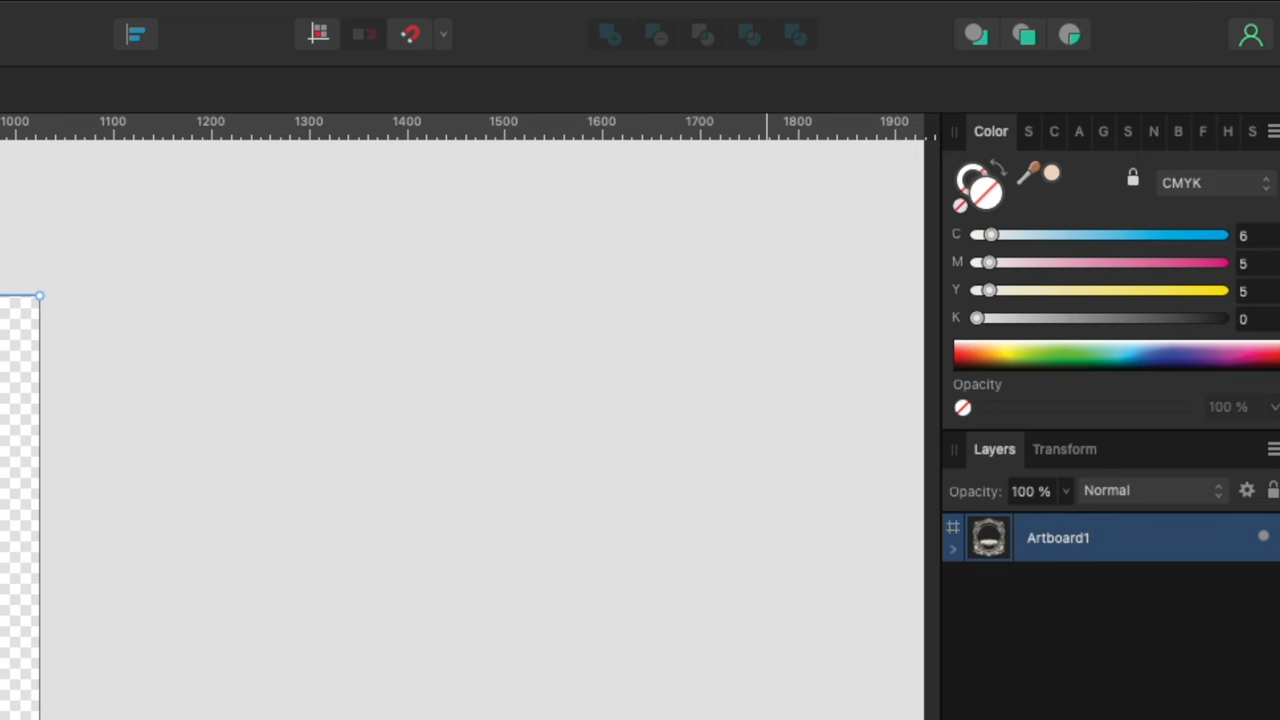 1000 1100 1200 1300 1400 1500 1600 1700 1800 1900
Color S C A G S N B F H S
CMYK
C 6
M 5
Y 5
K 0
Opacity
100 %
Layers Transform
Opacity: 100 % Normal
Artboard1